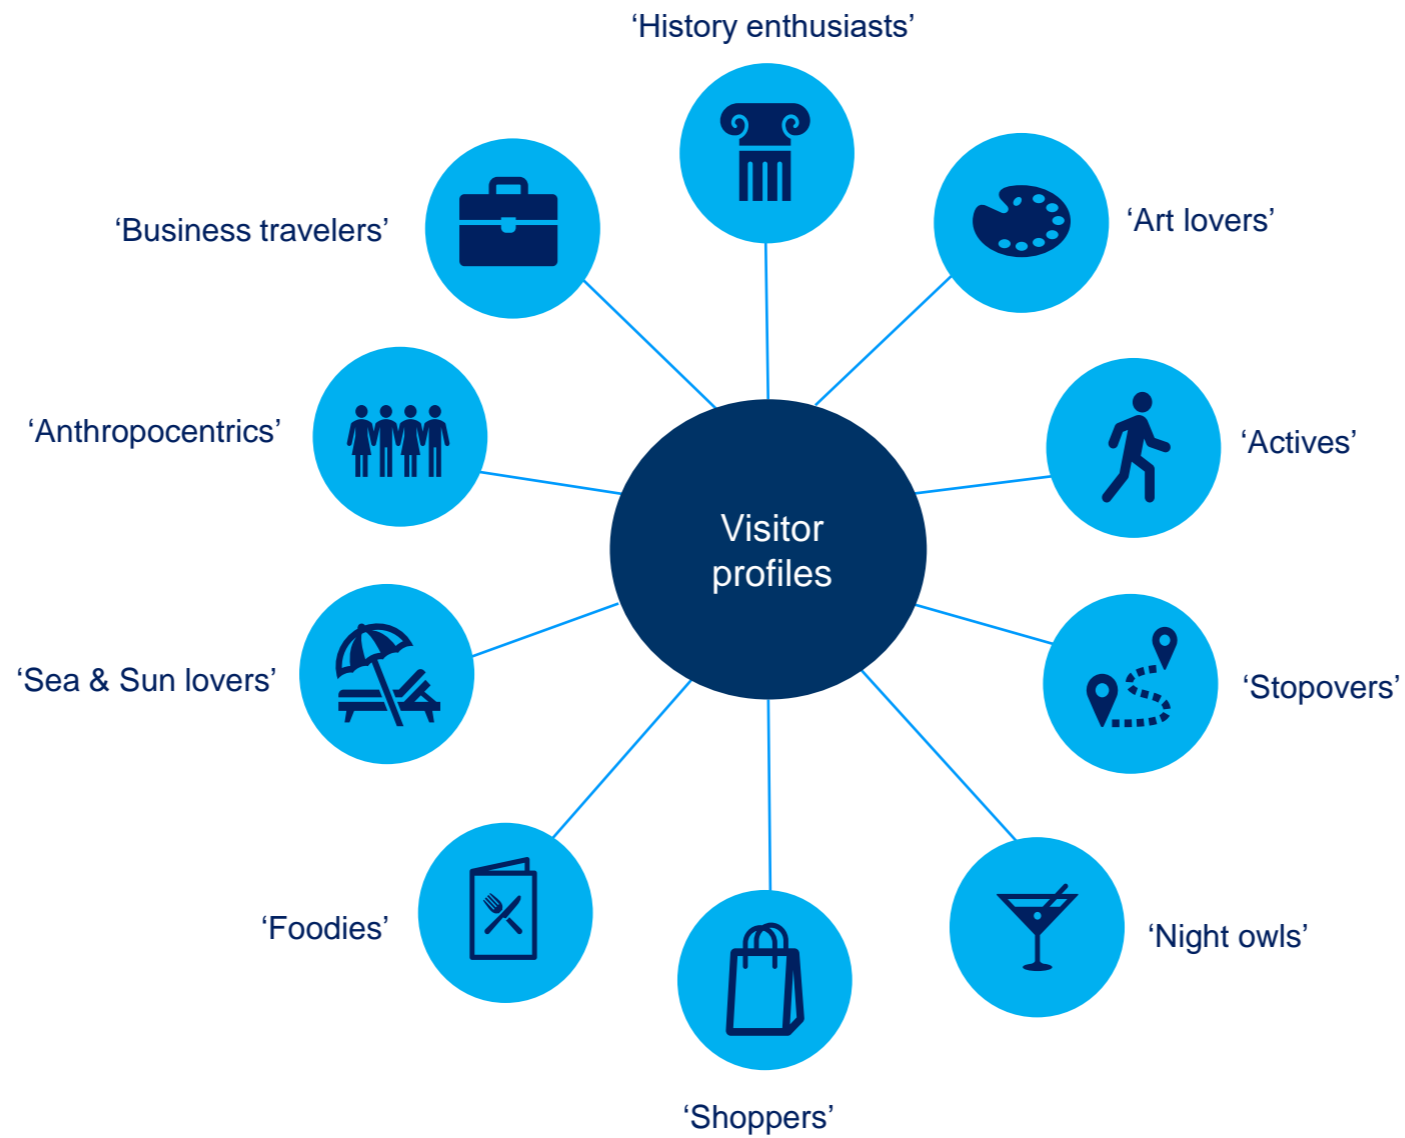 ‘History enthusiasts’
‘Business travelers’
‘Art lovers’
‘Anthropocentrics’
‘Actives’
Visitor
profiles
‘Sea & Sun lovers’
‘Stopovers’
‘Foodies’
‘Night owls’
‘Shoppers’